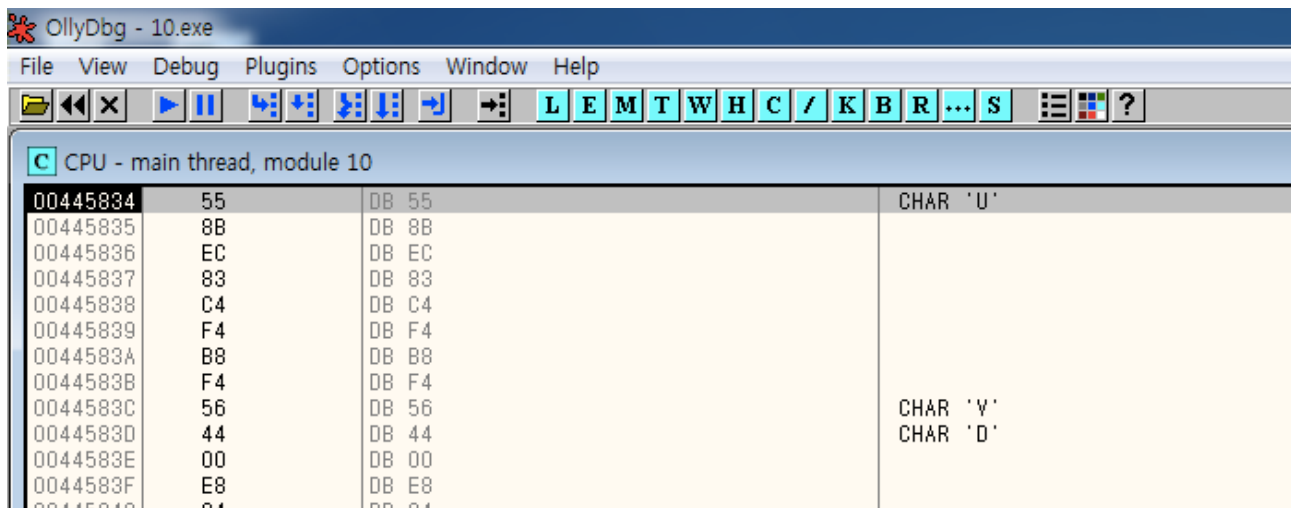 OllyDbg - 10.exe
File View Debug Plugins Options Window Help
L E M T W H C / K B R ... S ?
C CPU - main thread, module 10
00445834 55 DB 55 CHAR 'U'
00445835 8B DB 8B
00445836 EC DB EC
00445837 83 DB 83
00445838 C4 DB C4
00445839 F4 DB F4
0044583A B8 DB B8
0044583B F4 DB F4
0044583C 56 DB 56 CHAR 'V'
0044583D 44 DB 44 CHAR 'D'
0044583E 00 DB 00
0044583F E8 DB E8